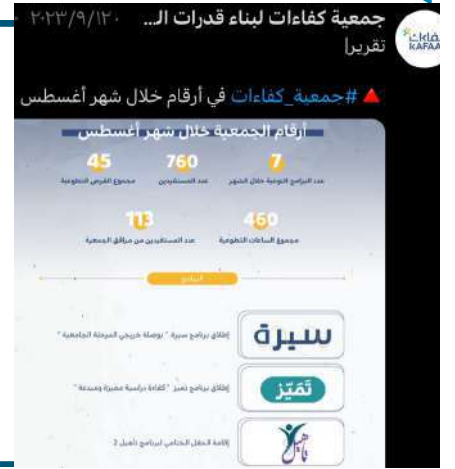 جمعية كفاءات لبناء قدرات الـ... · ٢٠٢٣/٩/١٢
تقرير|
كفاءات
KAFAA
🔺 #جمعية_كفاءات في أرقام خلال شهر أغسطس
أرقام الجمعية خلال شهر أغسطس
7 760 45
عدد البرامج النوعية خلال الشهر عدد المستفيدين مجموع الفرص التطوعية
460 113
مجموع الساعات التطوعية عدد المستفيدين من مرافق الجمعية
البرامج
سيرة
إطلاق برنامج سيرة " بوصلة خريجي المرحلة الجامعية "
تَمَيّز
إطلاق برنامج تميز " كفاءة دراسية مميزة ومبدعة "
تأهيل
إقامة الحفل الختامي لبرنامج تأهيل 2